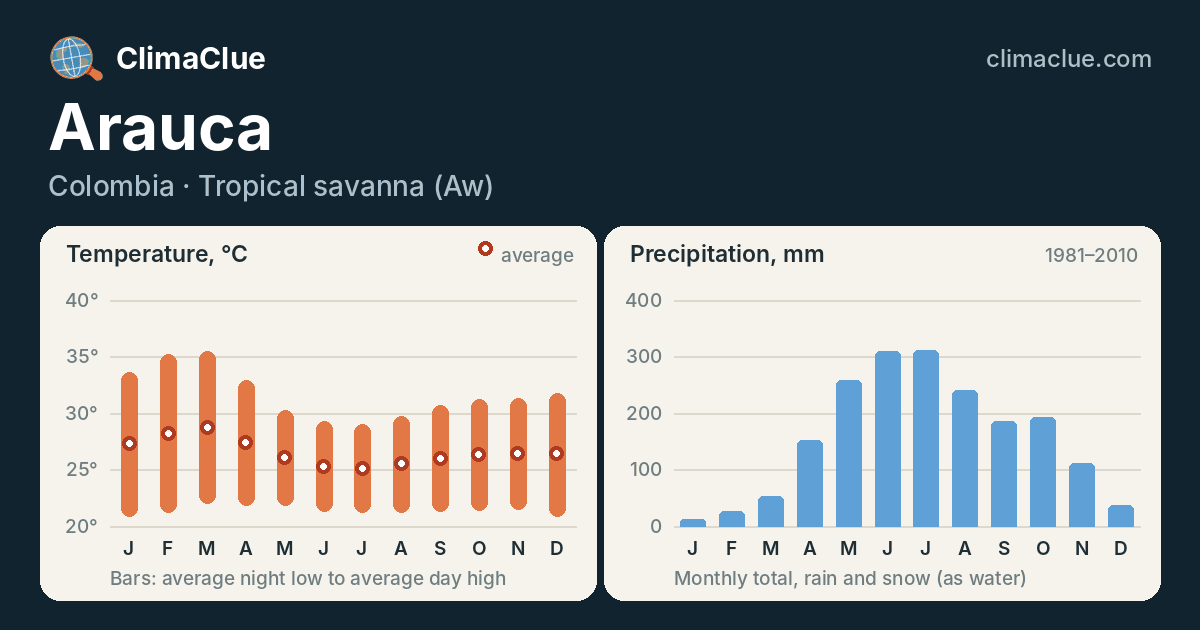 ClimaClue
climaclue.com
Arauca
Colombia · Tropical savanna (Aw)
Temperature, °C
average
40°
35°
30°
25°
20°
J F M A M J J A S O N D
Bars: average night low to average day high
Precipitation, mm
1981–2010
400
300
200
100
0
J F M A M J J A S O N D
Monthly total, rain and snow (as water)